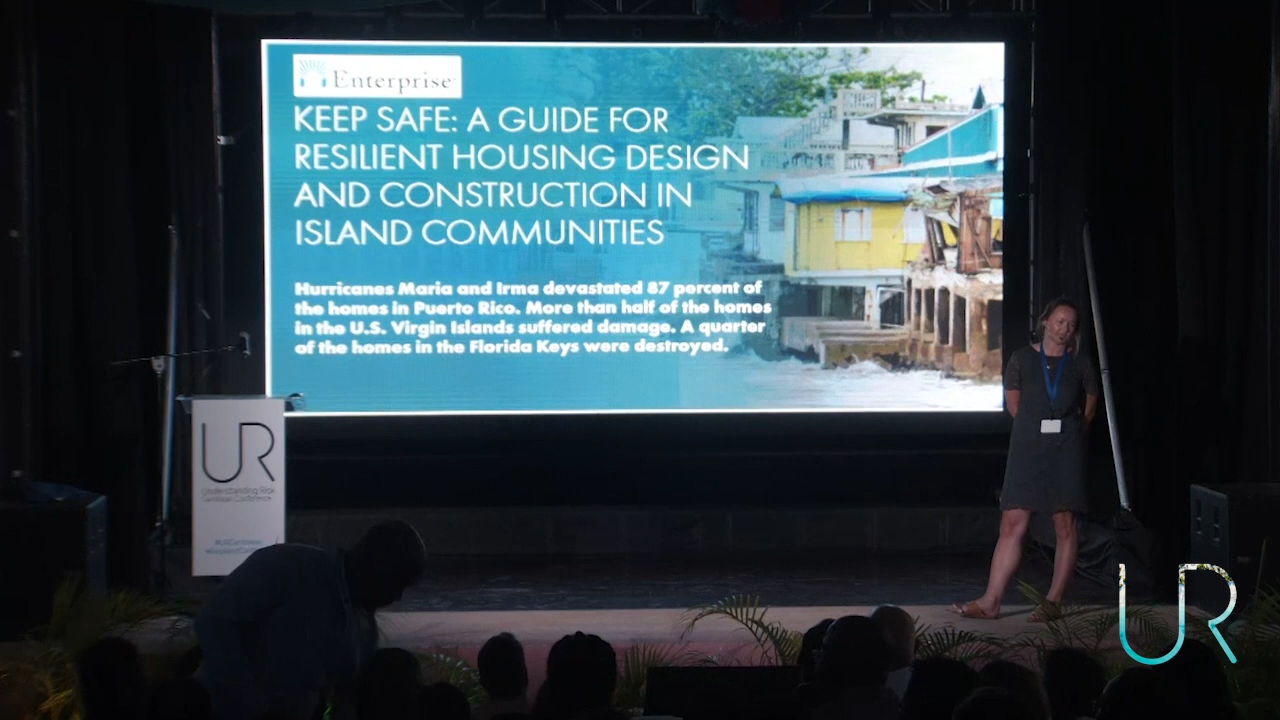 Enterprise
KEEP SAFE: A GUIDE FOR
RESILIENT HOUSING DESIGN
AND CONSTRUCTION IN
ISLAND COMMUNITIES
Hurricanes Maria and Irma devastated 87 percent of
the homes in Puerto Rico. More than half of the homes
in the U.S. Virgin Islands suffered damage. A quarter
of the homes in the Florida Keys were destroyed.
UR
Understanding Risk
Caribbean Conference
#URCaribbean
UR